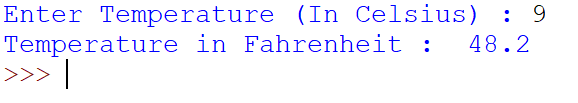 Enter Temperature (In Celsius) : 9
Temperature in Fahrenheit :  48.2
>>>